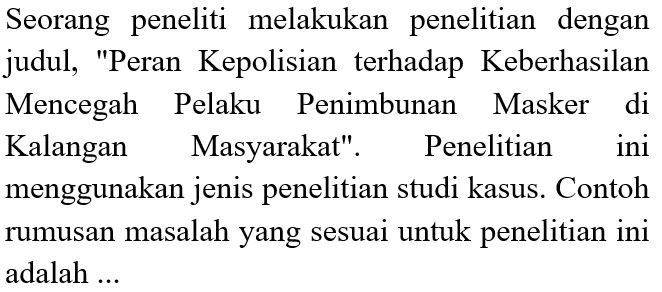 Seorang peneliti melakukan penelitian dengan
judul, "Peran Kepolisian terhadap Keberhasilan
Mencegah Pelaku Penimbunan Masker di
Kalangan Masyarakat". Penelitian ini
menggunakan jenis penelitian studi kasus. Contoh
rumusan masalah yang sesuai untuk penelitian ini
adalah ...